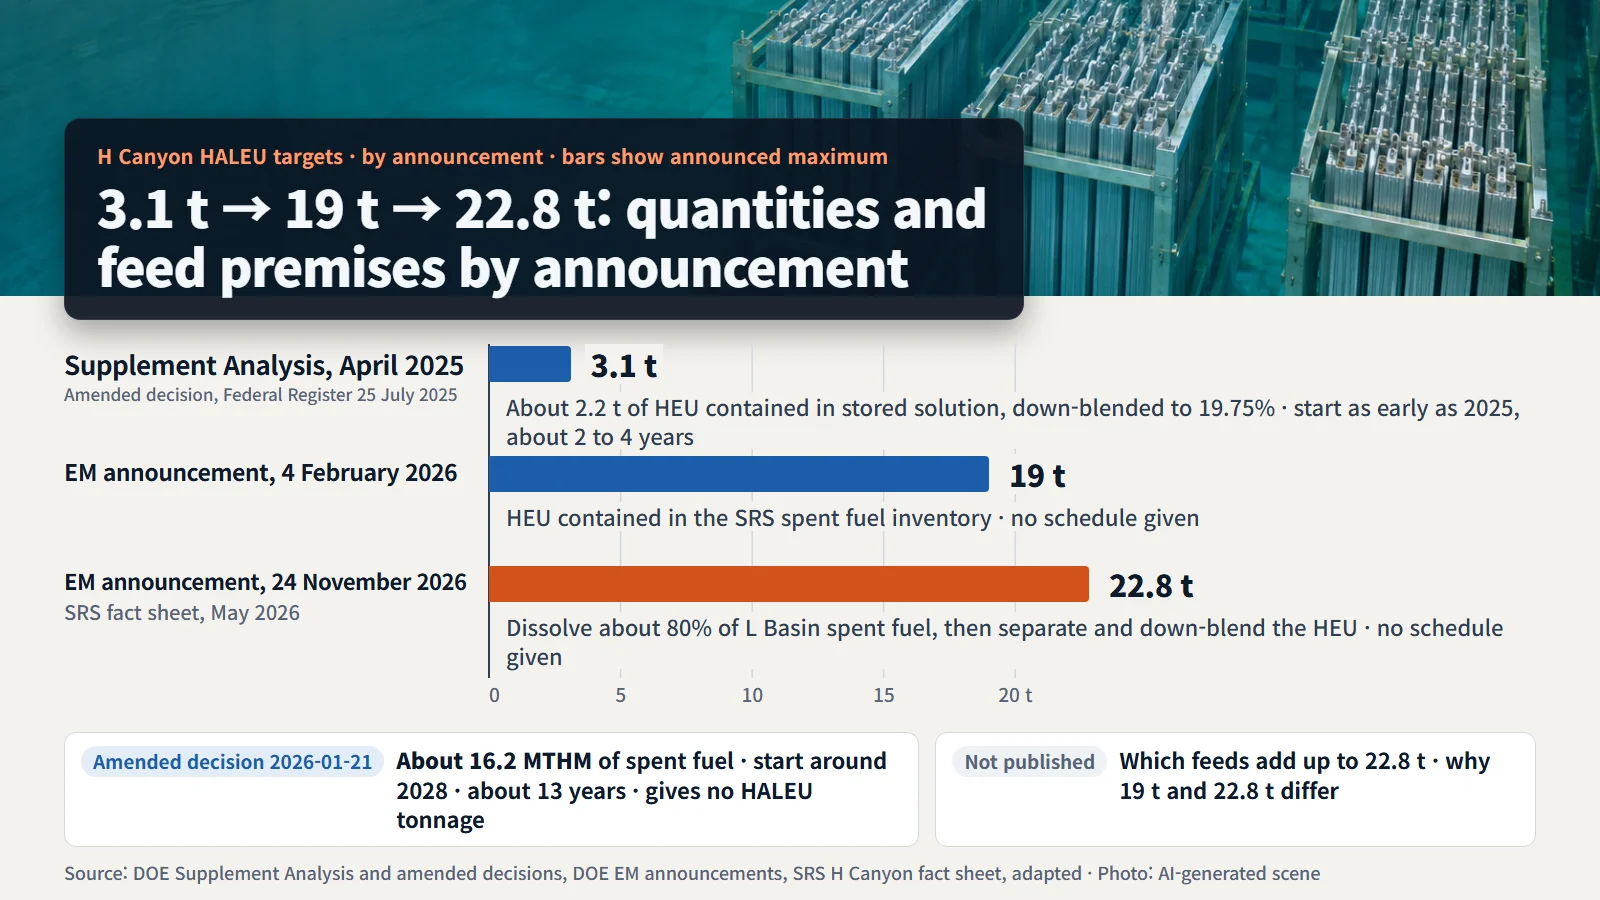 H Canyon HALEU targets · by announcement · bars show announced maximum
3.1 t → 19 t → 22.8 t: quantities and
feed premises by announcement
Supplement Analysis, April 2025
Amended decision, Federal Register 25 July 2025
3.1 t
About 2.2 t of HEU contained in stored solution, down-blended to 19.75% · start as early as 2025,
about 2 to 4 years
EM announcement, 4 February 2026
19 t
HEU contained in the SRS spent fuel inventory · no schedule given
EM announcement, 24 November 2026
SRS fact sheet, May 2026
22.8 t
Dissolve about 80% of L Basin spent fuel, then separate and down-blend the HEU · no schedule
given
0 5 10 15 20 t
Amended decision 2026-01-21
About 16.2 MTHM of spent fuel · start around
2028 · about 13 years · gives no HALEU
tonnage
Not published
Which feeds add up to 22.8 t · why
19 t and 22.8 t differ
Source: DOE Supplement Analysis and amended decisions, DOE EM announcements, SRS H Canyon fact sheet, adapted · Photo: AI-generated scene